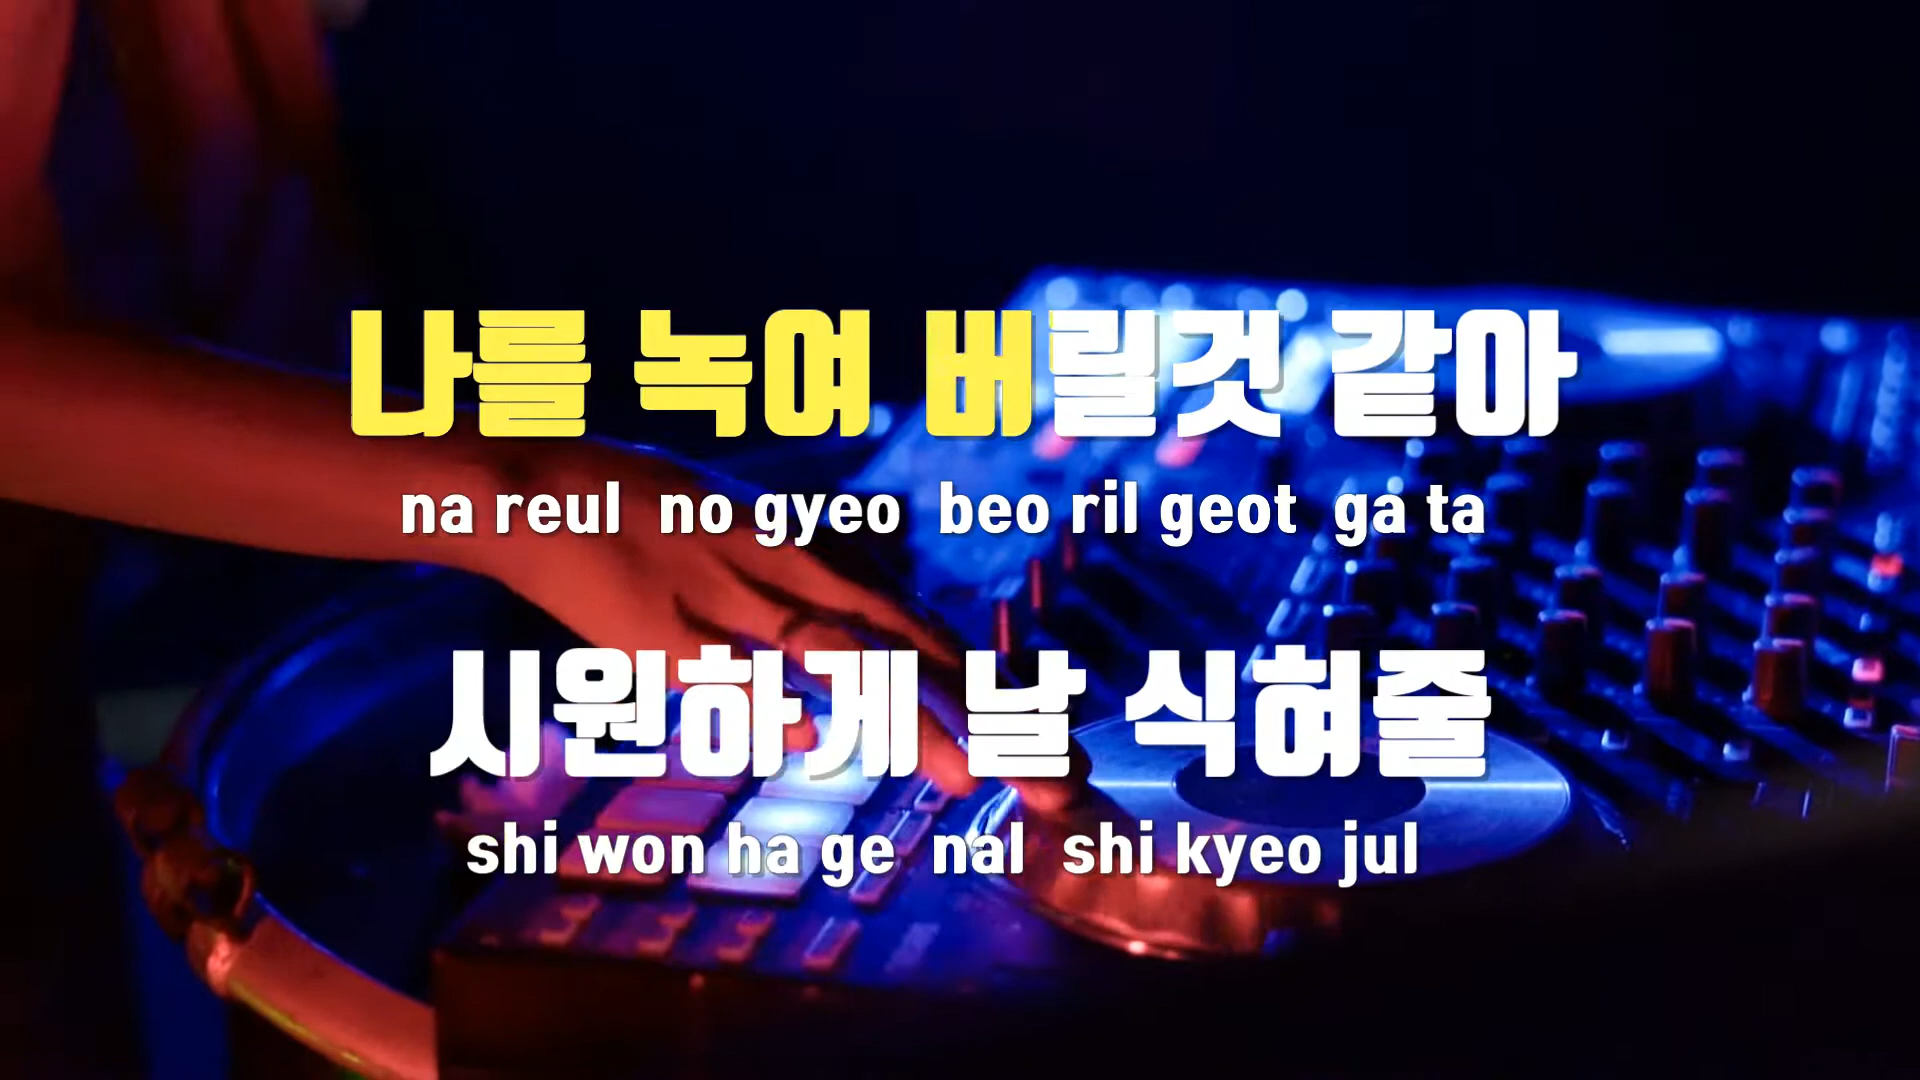 나를 녹여 버릴것 같아
na reul no gyeo beo ril geot ga ta
시원하게 날 식혀줄
shi won ha ge nal shi kyeo jul